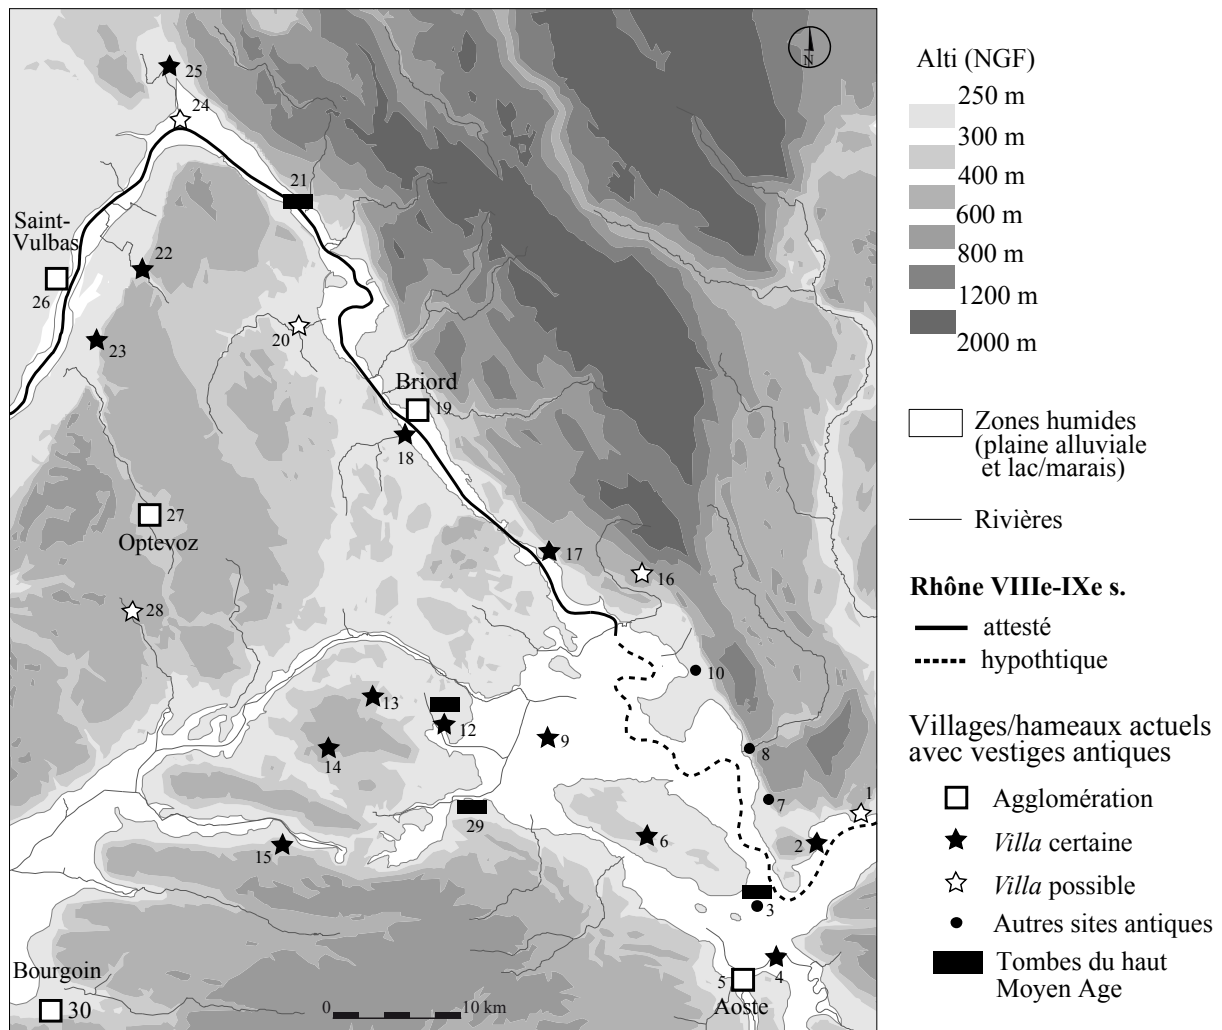 N
25
24
21
Saint-
Vulbas
22
26
20
23
Briord
19
18
27
Optevoz
17
16
28
10
13
12
9
14
8
1
7
29
2
6
15
3
Bourgoin
4
5
30
0
10 km
Aoste
Alti (NGF)
250 m
300 m
400 m
600 m
800 m
1200 m
2000 m
Zones humides
(plaine alluviale
et lac/marais)
Rivières
Rhône VIIIe-IXe s.
attesté
hypothtique
Villages/hameaux actuels
avec vestiges antiques
Agglomération
Villa certaine
Villa possible
Autres sites antiques
Tombes du haut
Moyen Age